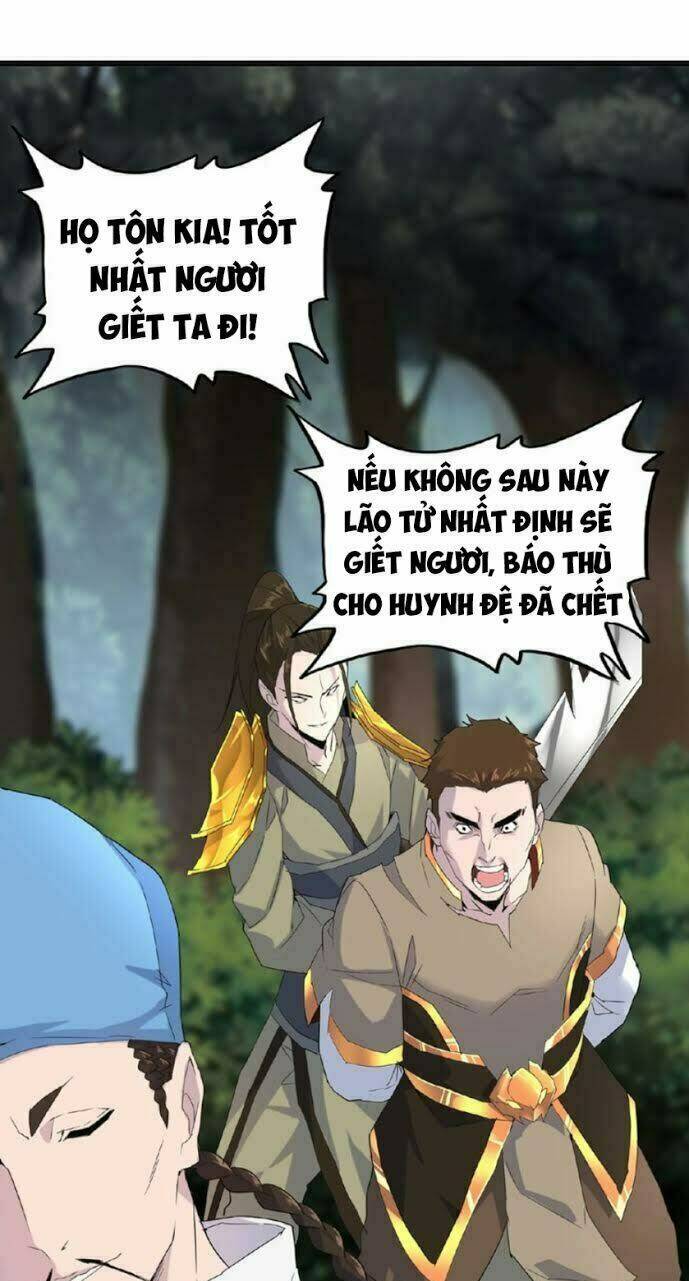 HỌ TÔN KIA! TỐT
NHẤT NGƯƠI
GIẾT TA ĐI!
NẾU KHÔNG SAU NÀY
LÃO TỬ NHẤT ĐỊNH SẼ
GIẾT NGƯƠI, BÁO THÙ
CHO HUYNH ĐỆ ĐÃ CHẾT